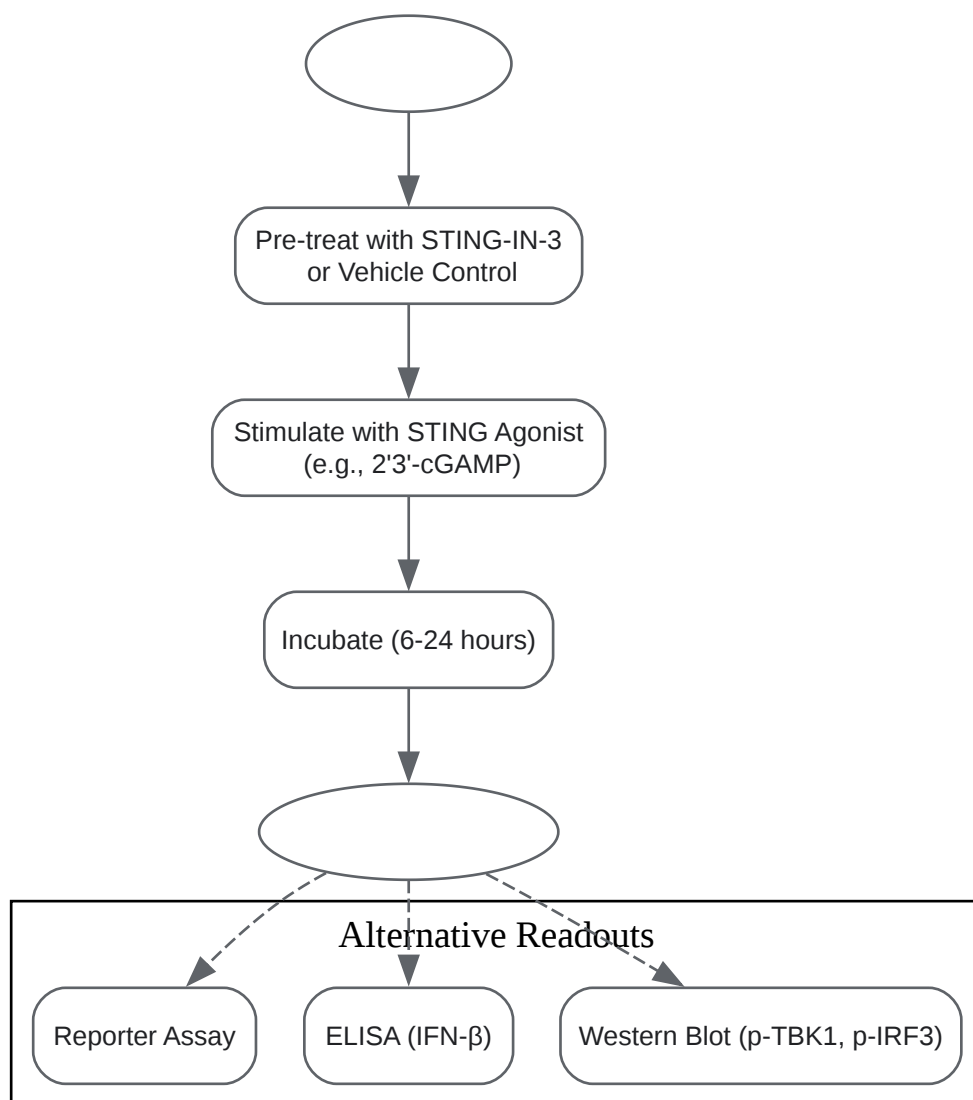 Pre-treat with STING-IN-3
or Vehicle Control
Stimulate with STING Agonist
(e.g., 2'3'-cGAMP)
Incubate (6-24 hours)
Alternative Readouts
Reporter Assay
ELISA (IFN-β)
Western Blot (p-TBK1, p-IRF3)